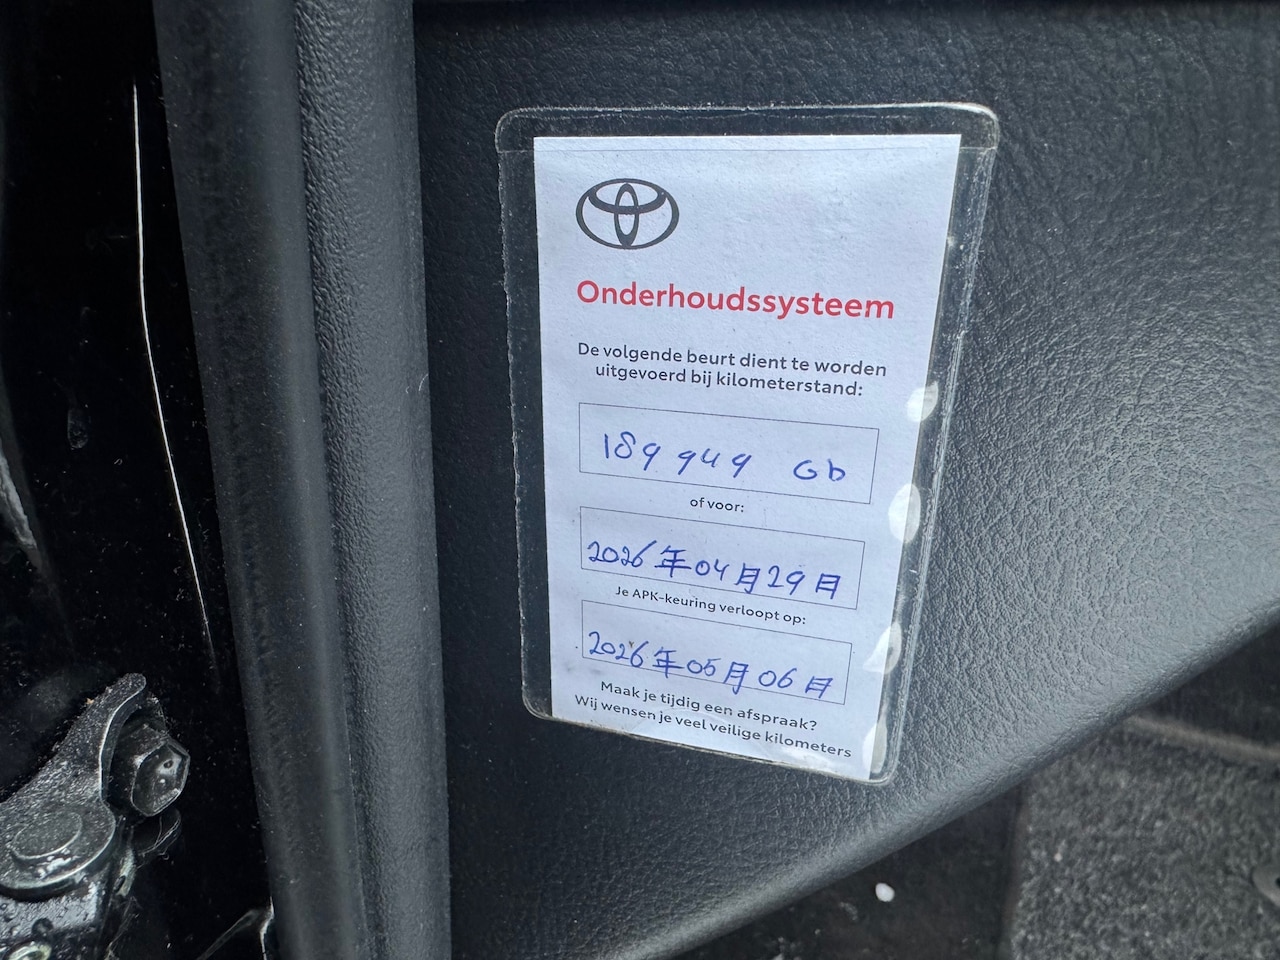 Onderhoudssysteem
De volgende beurt dient te worden
uitgevoerd bij kilometerstand:
189 949 Gb
of voor:
2026年04月29日
Je APK-keuring verloopt op:
2026年05月06日
Maak je tijdig een afspraak?
Wij wensen je veel veilige kilometers